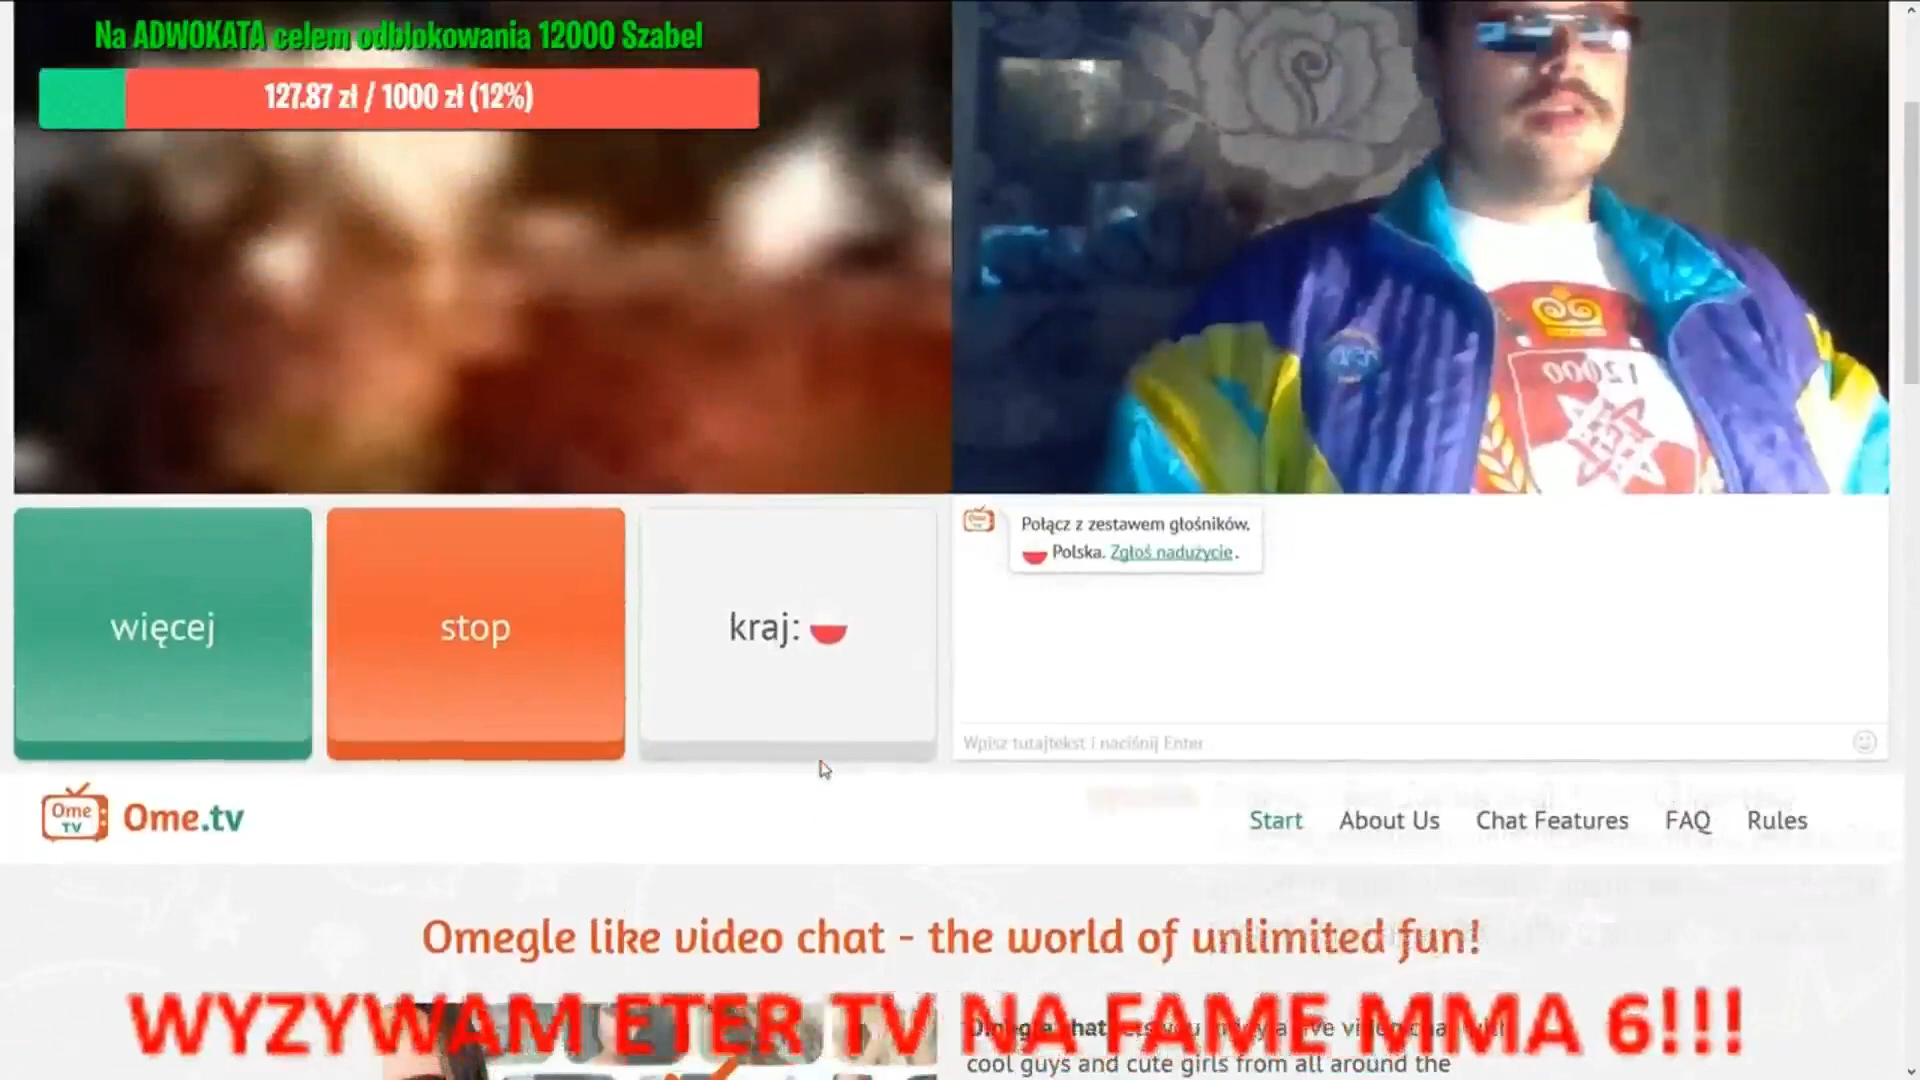 Na ADWOKATA celem odblokowania 12000 Szabel
127.87 zł / 1000 zł (12%)
12000
Połącz z zestawem głośników.
Polska. Zgłoś nadużycie.
więcej
stop
kraj:
Wpisz tutajtekst i naciśnij Enter
Ome TV
Ome.tv
Start
About Us
Chat Features
FAQ
Rules
Omegle like video chat - the world of unlimited fun!
WYZYWAM ETER TV NA FAME MMA 6!!!
cool guys and cute girls from all around the